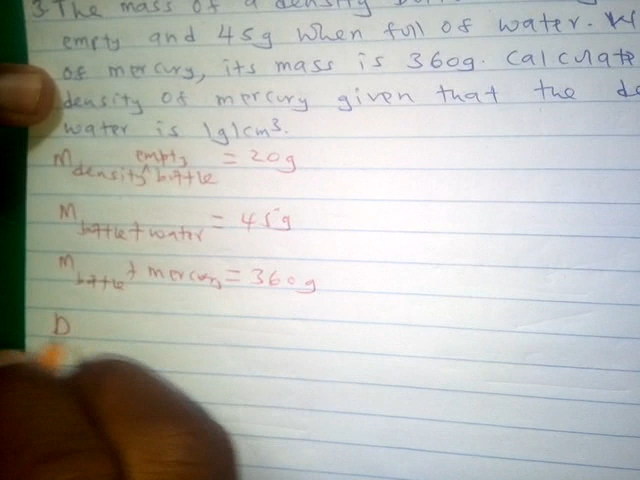 3. The mass of a density
empty and 45g when full of water.
of mercury, its mass is 360g. Calculate
density of mercury given that the
water is 1g/cm³.
M density empty bottle = 20g
M bottle + water = 45g
M bottle + mercury = 360g
D